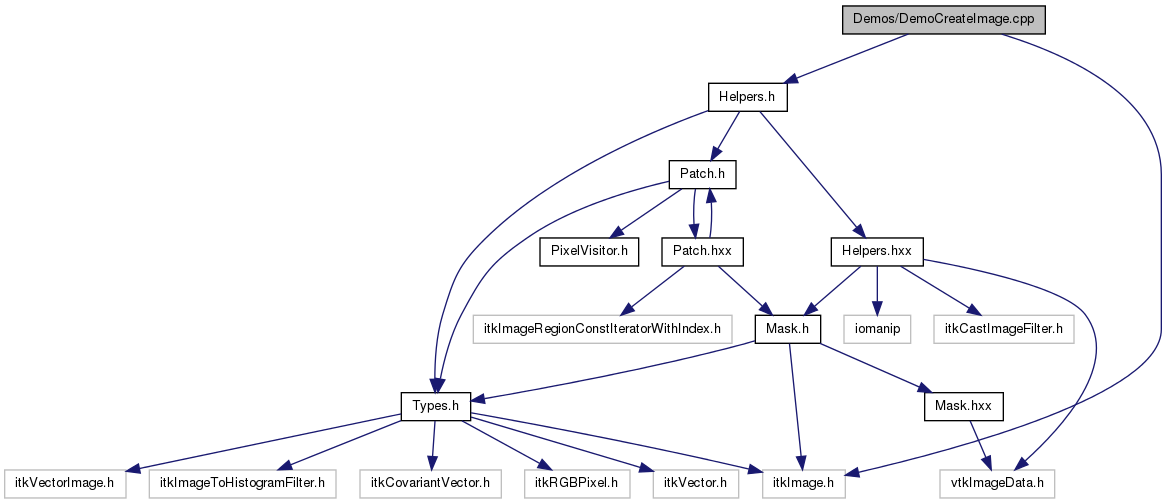 Demos/DemoCreateImage.cpp
Helpers.h
Patch.h
PixelVisitor.h
Patch.hxx
Helpers.hxx
itkImageRegionConstIteratorWithIndex.h
Mask.h
iomanip
itkCastImageFilter.h
Types.h
Mask.hxx
itkVectorImage.h
itkImageToHistogramFilter.h
itkCovariantVector.h
itkRGBPixel.h
itkVector.h
itkImage.h
vtkImageData.h